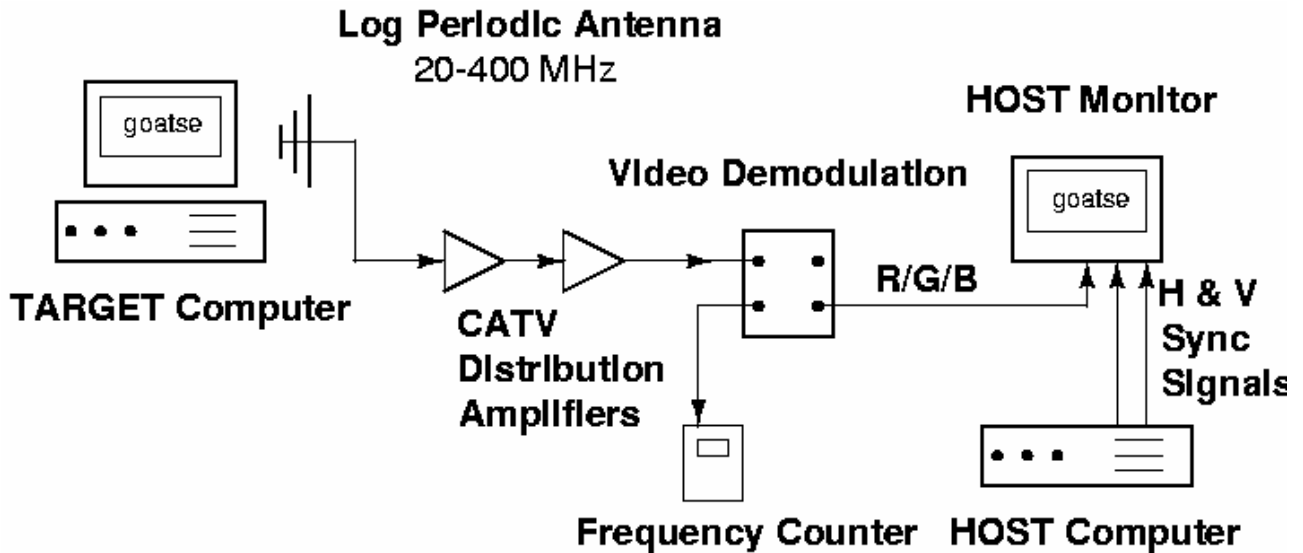 Log Periodic Antenna
20-400 MHz
goatse
TARGET Computer
CATV
Distribution
Amplifiers
Video Demodulation
R/G/B
Frequency Counter
HOST Monitor
goatse
H & V
Sync
Signals
HOST Computer